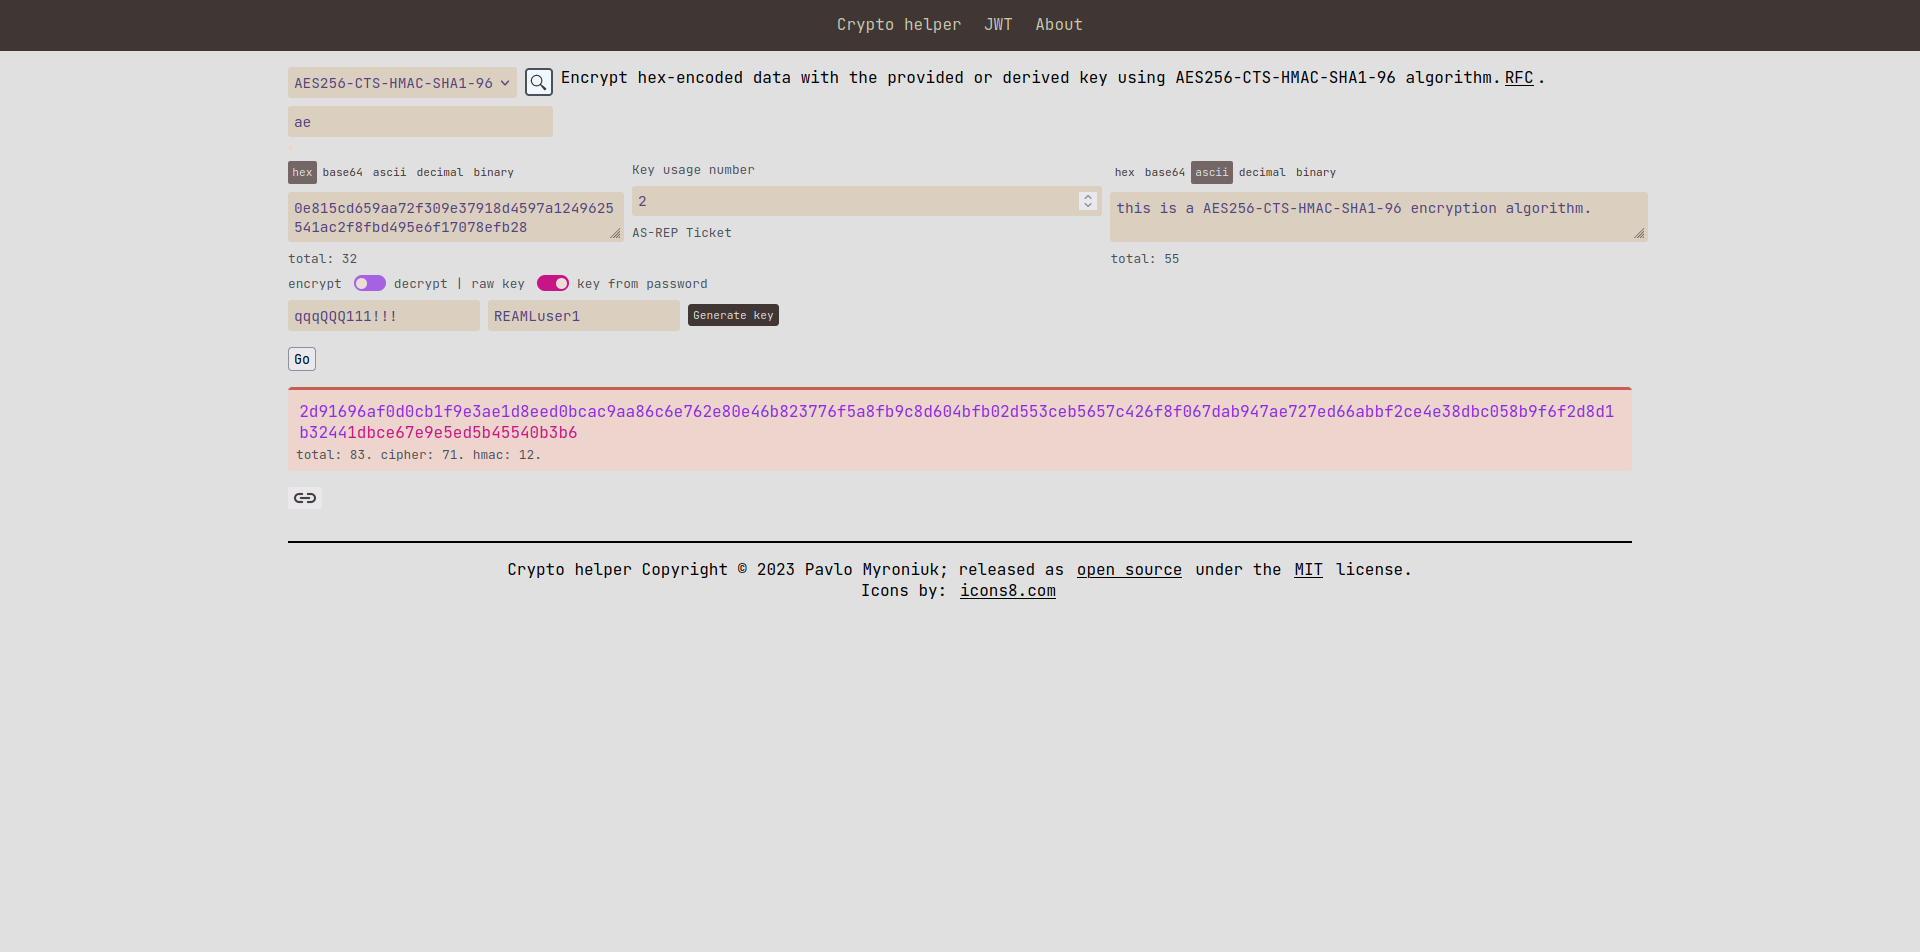 Crypto helper JWT About
AES256-CTS-HMAC-SHA1-96 Encrypt hex-encoded data with the provided or derived key using AES256-CTS-HMAC-SHA1-96 algorithm. RFC.
ae
hex base64 ascii decimal binary Key usage number hex base64 ascii decimal binary
0e815cd659aa72f309e37918d4597a1249625 2 this is a AES256-CTS-HMAC-SHA1-96 encryption algorithm.
541ac2f8fbd495e6f17078efb28 AS-REP Ticket
total: 32 total: 55
encrypt decrypt | raw key key from password
qqqQQQ111!!! REAMLuser1 Generate key
Go
2d91696af0d0cb1f9e3ae1d8eed0bcac9aa86c6e762e80e46b823776f5a8fb9c8d604bfb02d553ceb5657c426f8f067dab947ae727ed66abbf2ce4e38dbc058b9f6f2d8d1
b32441dbce67e9e5ed5b45540b3b6
total: 83. cipher: 71. hmac: 12.
Crypto helper Copyright © 2023 Pavlo Myroniuk; released as open source under the MIT license.
Icons by: icons8.com